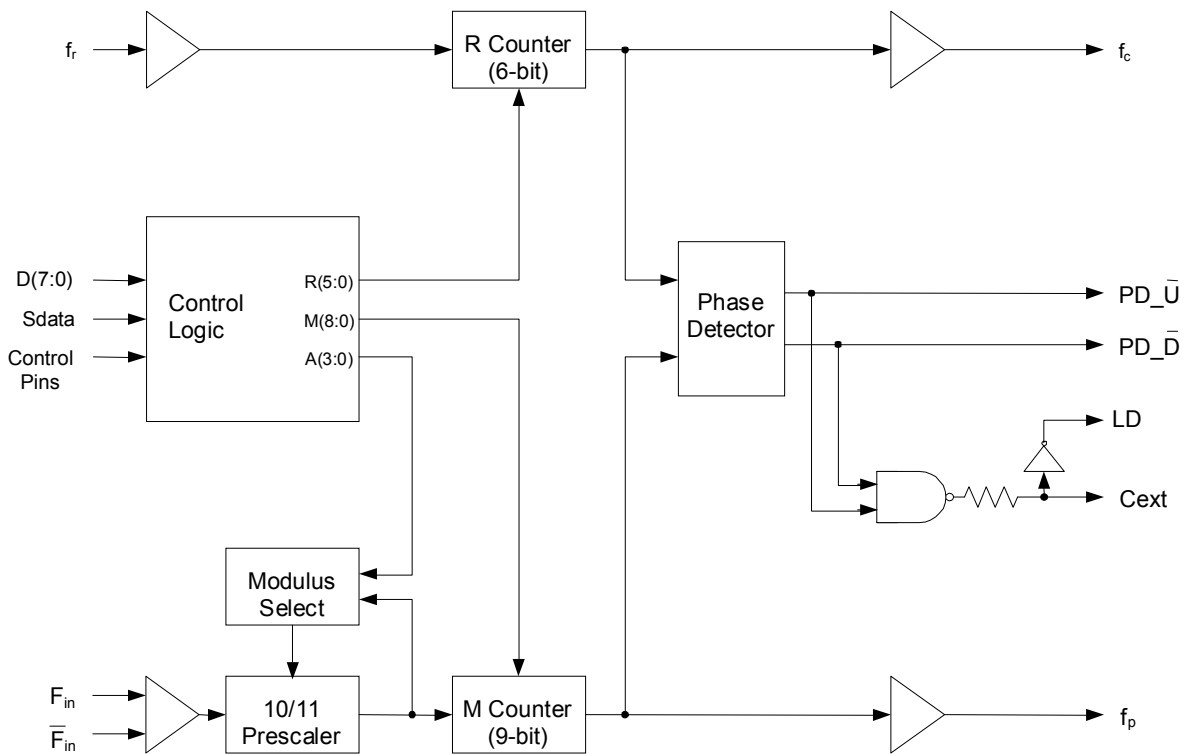 f_r
R Counter
(6-bit)
f_c
D(7:0)
Sdata
Control
Pins
Control
Logic
R(5:0)
M(8:0)
A(3:0)
Phase
Detector
PD_U̅
PD_D̅
LD
Cext
Modulus
Select
F_in
F̅_in
10/11
Prescaler
M Counter
(9-bit)
f_p